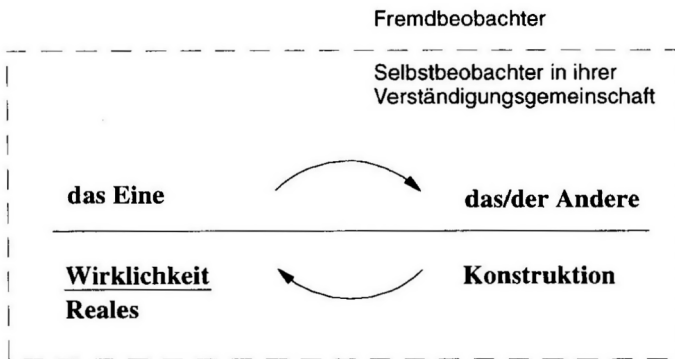 Fremdbeobachter
Selbstbeobachter in ihrer
Verständigungsgemeinschaft
das Eine
das/der Andere
Wirklichkeit
Konstruktion
Reales